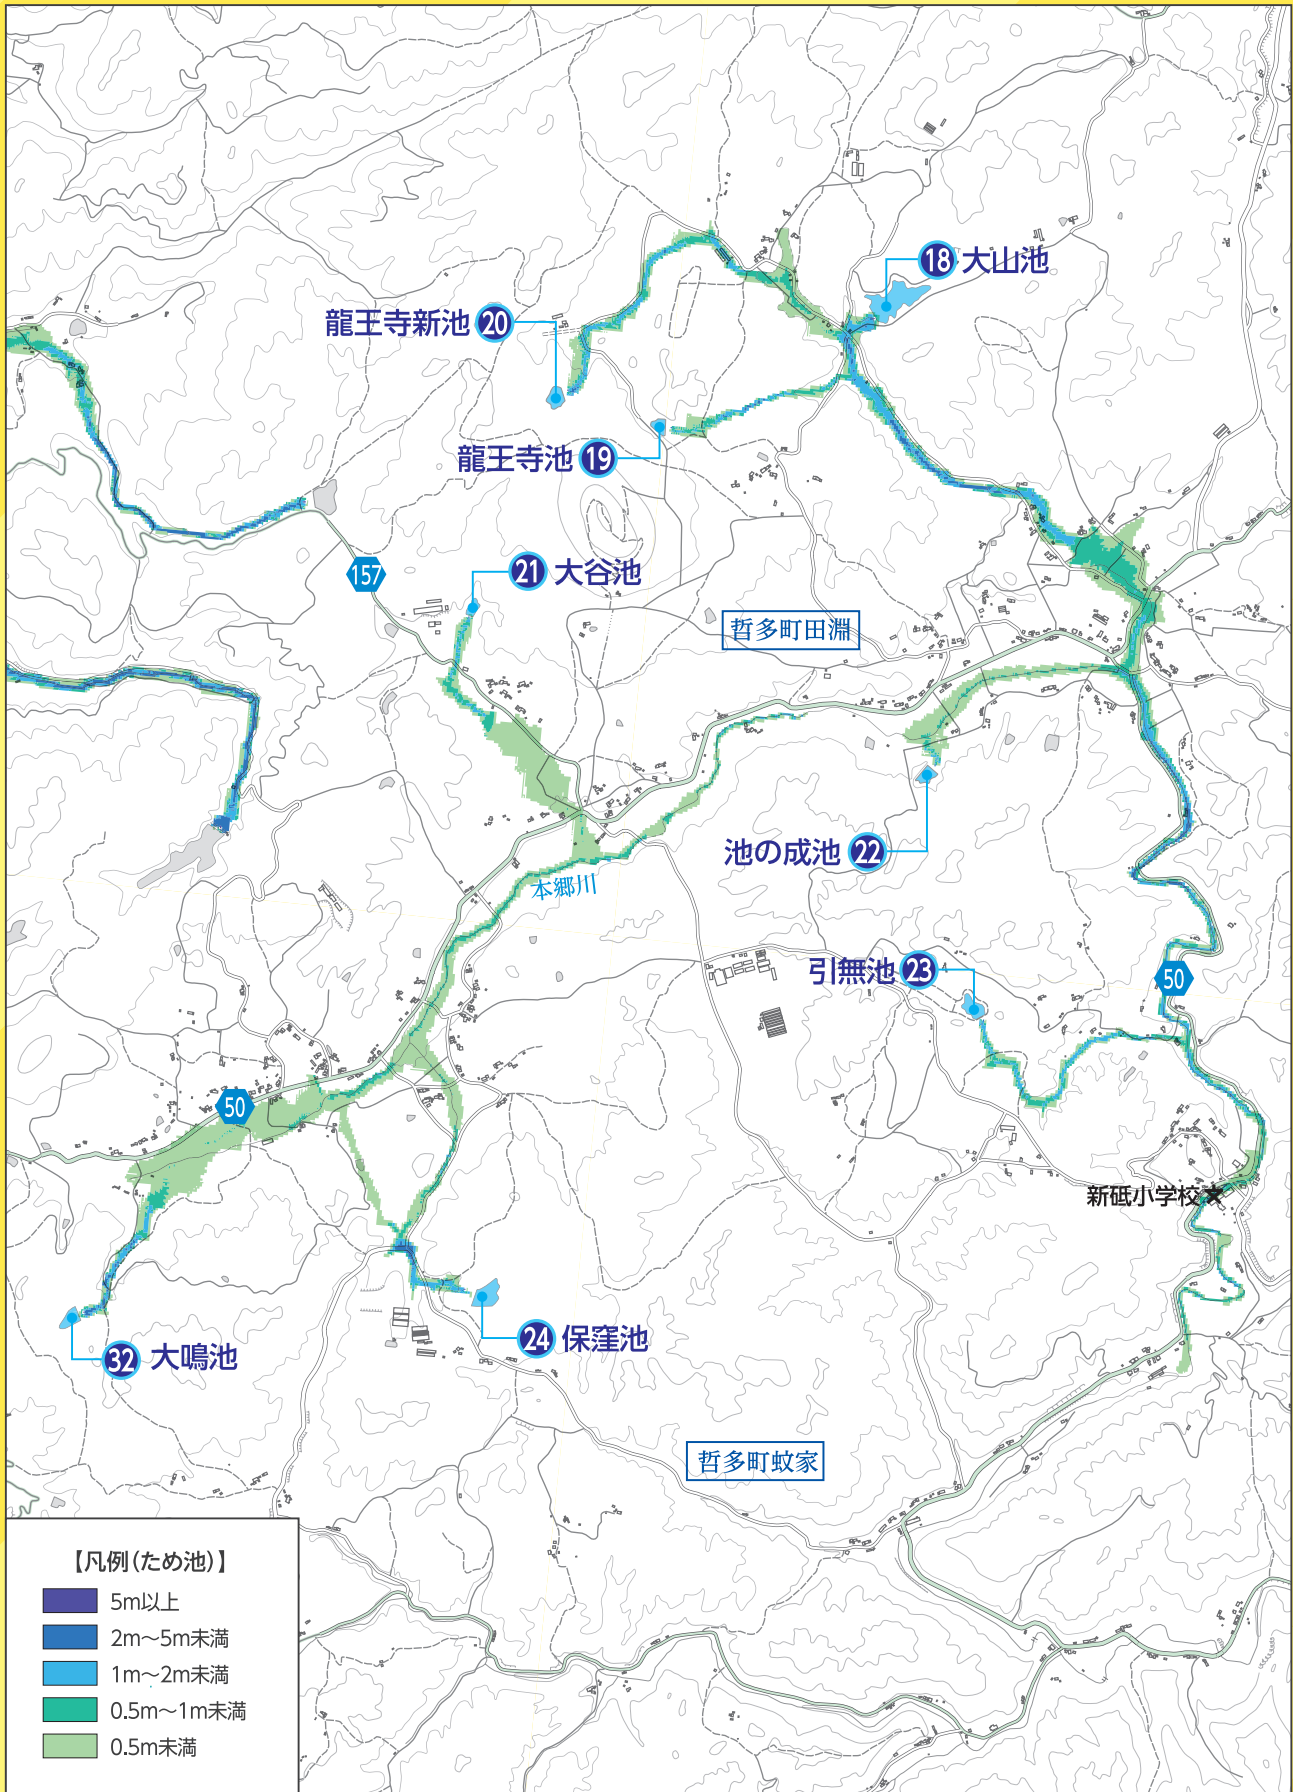 18 大山池
龍王寺新池 20
龍王寺池 19
157
21 大谷池
哲多町田淵
池の成池 22
本郷川
引無池 23
50
50
新砥小学校
32 大鳴池
24 保窪池
哲多町蚊家
【凡例(ため池)】
5m以上
2m〜5m未満
1m〜2m未満
0.5m〜1m未満
0.5m未満